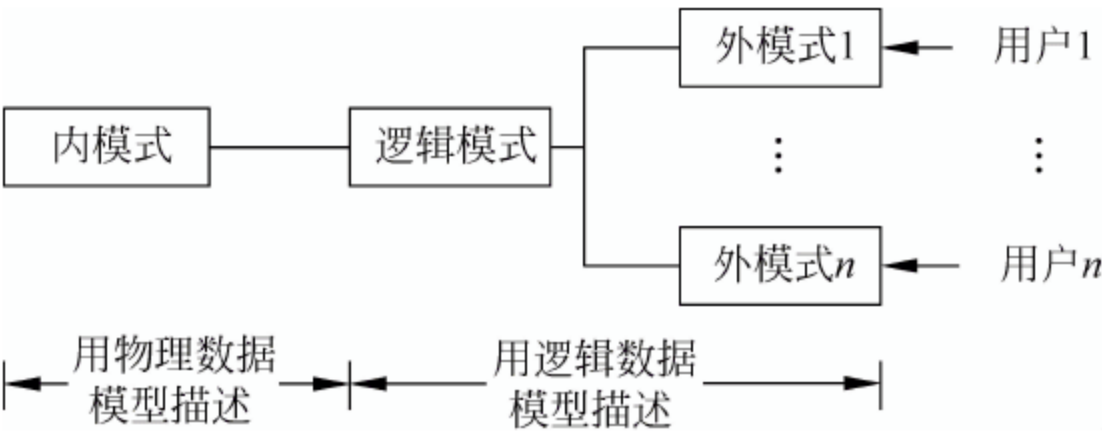 外模式1
用户1
内模式
逻辑模式
⋮
⋮
外模式n
用户n
用物理数据
模型描述
用逻辑数据
模型描述